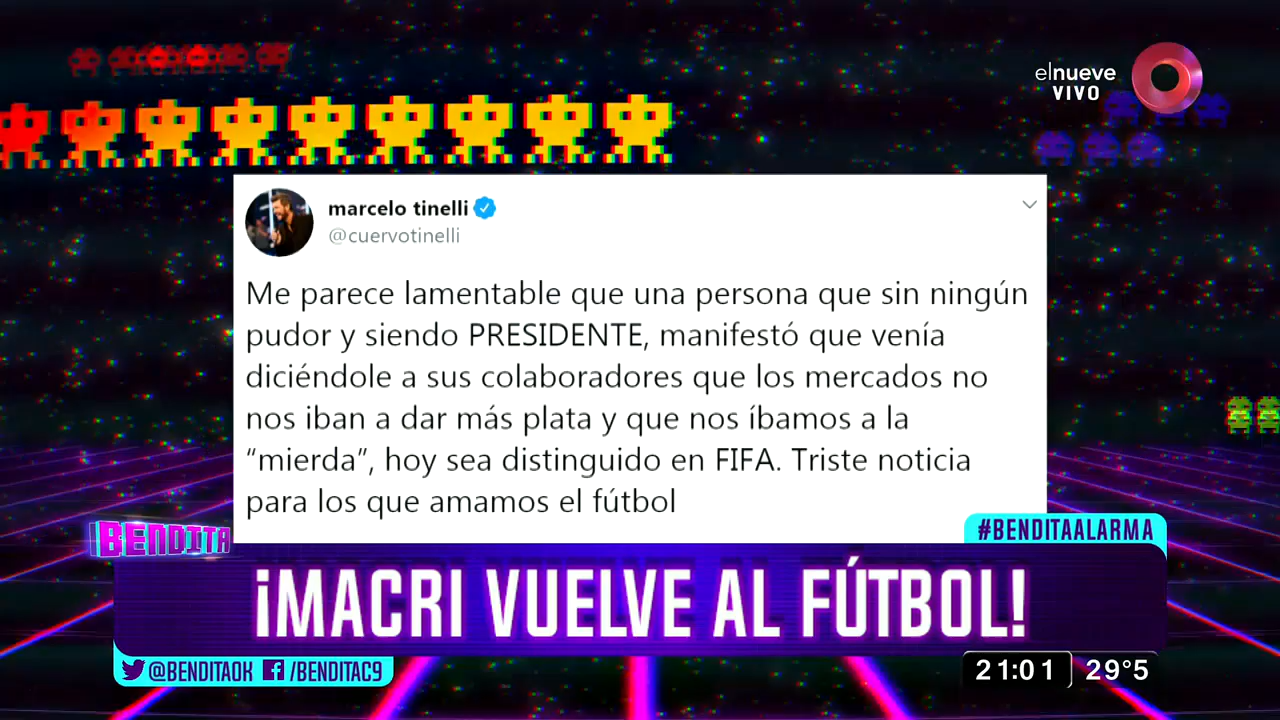 elnueve
VIVO
marcelo tinelli
@cuervotinelli
Me parece lamentable que una persona que sin ningún
pudor y siendo PRESIDENTE, manifestó que venía
diciéndole a sus colaboradores que los mercados no
nos iban a dar más plata y que nos íbamos a la
“mierda”, hoy sea distinguido en FIFA. Triste noticia
para los que amamos el fútbol
BENDITA
#BENDITAALARMA
¡MACRI VUELVE AL FÚTBOL!
@BENDITAOK /BENDITAC9
21:01 29°5